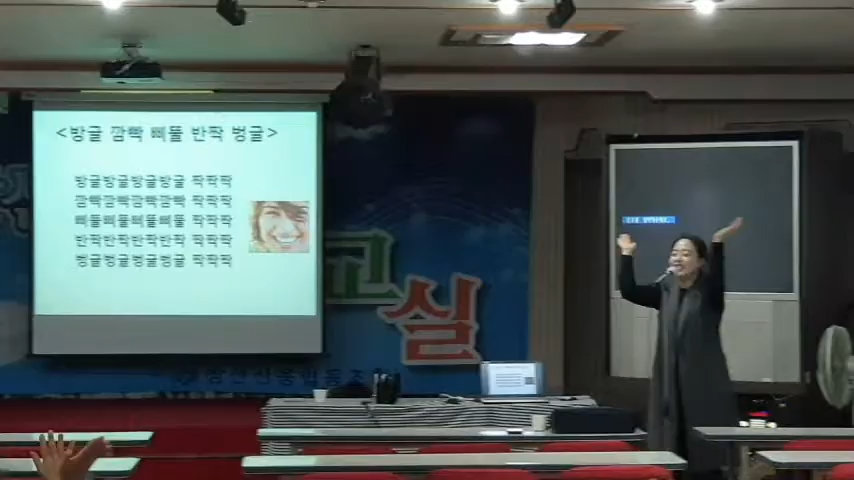 <방글 깜빡 삐뚤 반짝 벙글>
방글방글방글방글 짝짝짝
깜빡깜빡깜빡깜빡 짝짝짝
삐뚤삐뚤삐뚤삐뚤 짝짝짝
반짝반짝반짝반짝 짝짝짝
벙글벙글벙글벙글 짝짝짝
교
실